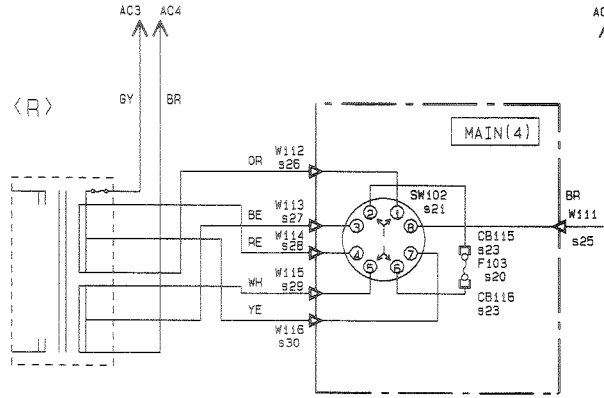 AC3 AC4
AC
<R>
GY BR
MAIN(4)
OR
W112
s26
BE
W113
s27
RE
W114
s28
WH
W115
s29
YE
W116
s30
SW102
s21
2 1
3 8
4 7
5 6
BR
W111
s25
CB115
s23
F103
s20
CB116
s23